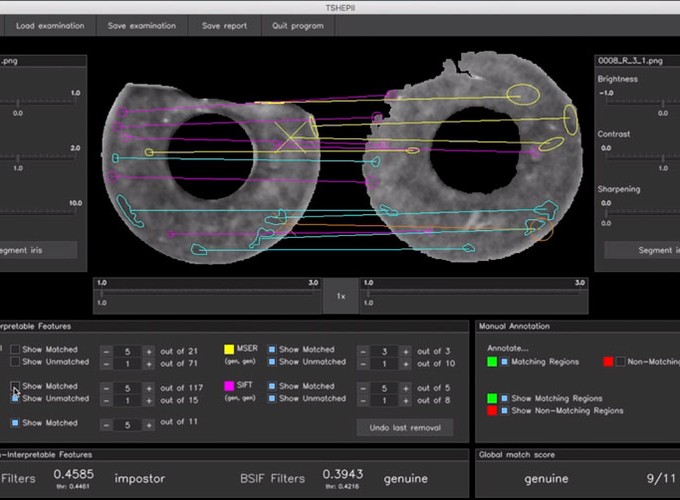 TSHEPII
Load examination
Save examination
Save report
Quit program
.png
1.0
0.0
2.0
1.0
10.0
0.0
egment iris
0008_R_3_1.png
Brightness
-1.0
0.0
Contrast
0.0
1.0
Sharpening
0.0
0.0
Segment i
1.0 3.0
1.0
1x
1.0 3.0
1.0
rpretable Features
Show Matched − 5 + out of 21
Show Unmatched − 1 + out of 71
Show Matched − 5 + out of 117
Show Unmatched − 1 + out of 15
Show Matched − 5 + out of 11
MSER Show Matched − 3 + out of 3
(gen, gen) Show Unmatched − 1 + out of 10
SIFT Show Matched − 5 + out of 5
(gen, gen) Show Unmatched − 1 + out of 8
Undo last removal
Manual Annotation
Annotate...
Matching Regions Non-Matching
Show Matching Regions
Show Non-Matching Regions
n-Interpretable Features
Filters 0.4585 impostor
thr: 0.4461
BSIF Filters 0.3943 genuine
thr: 0.4216
Global match score
genuine 9/11